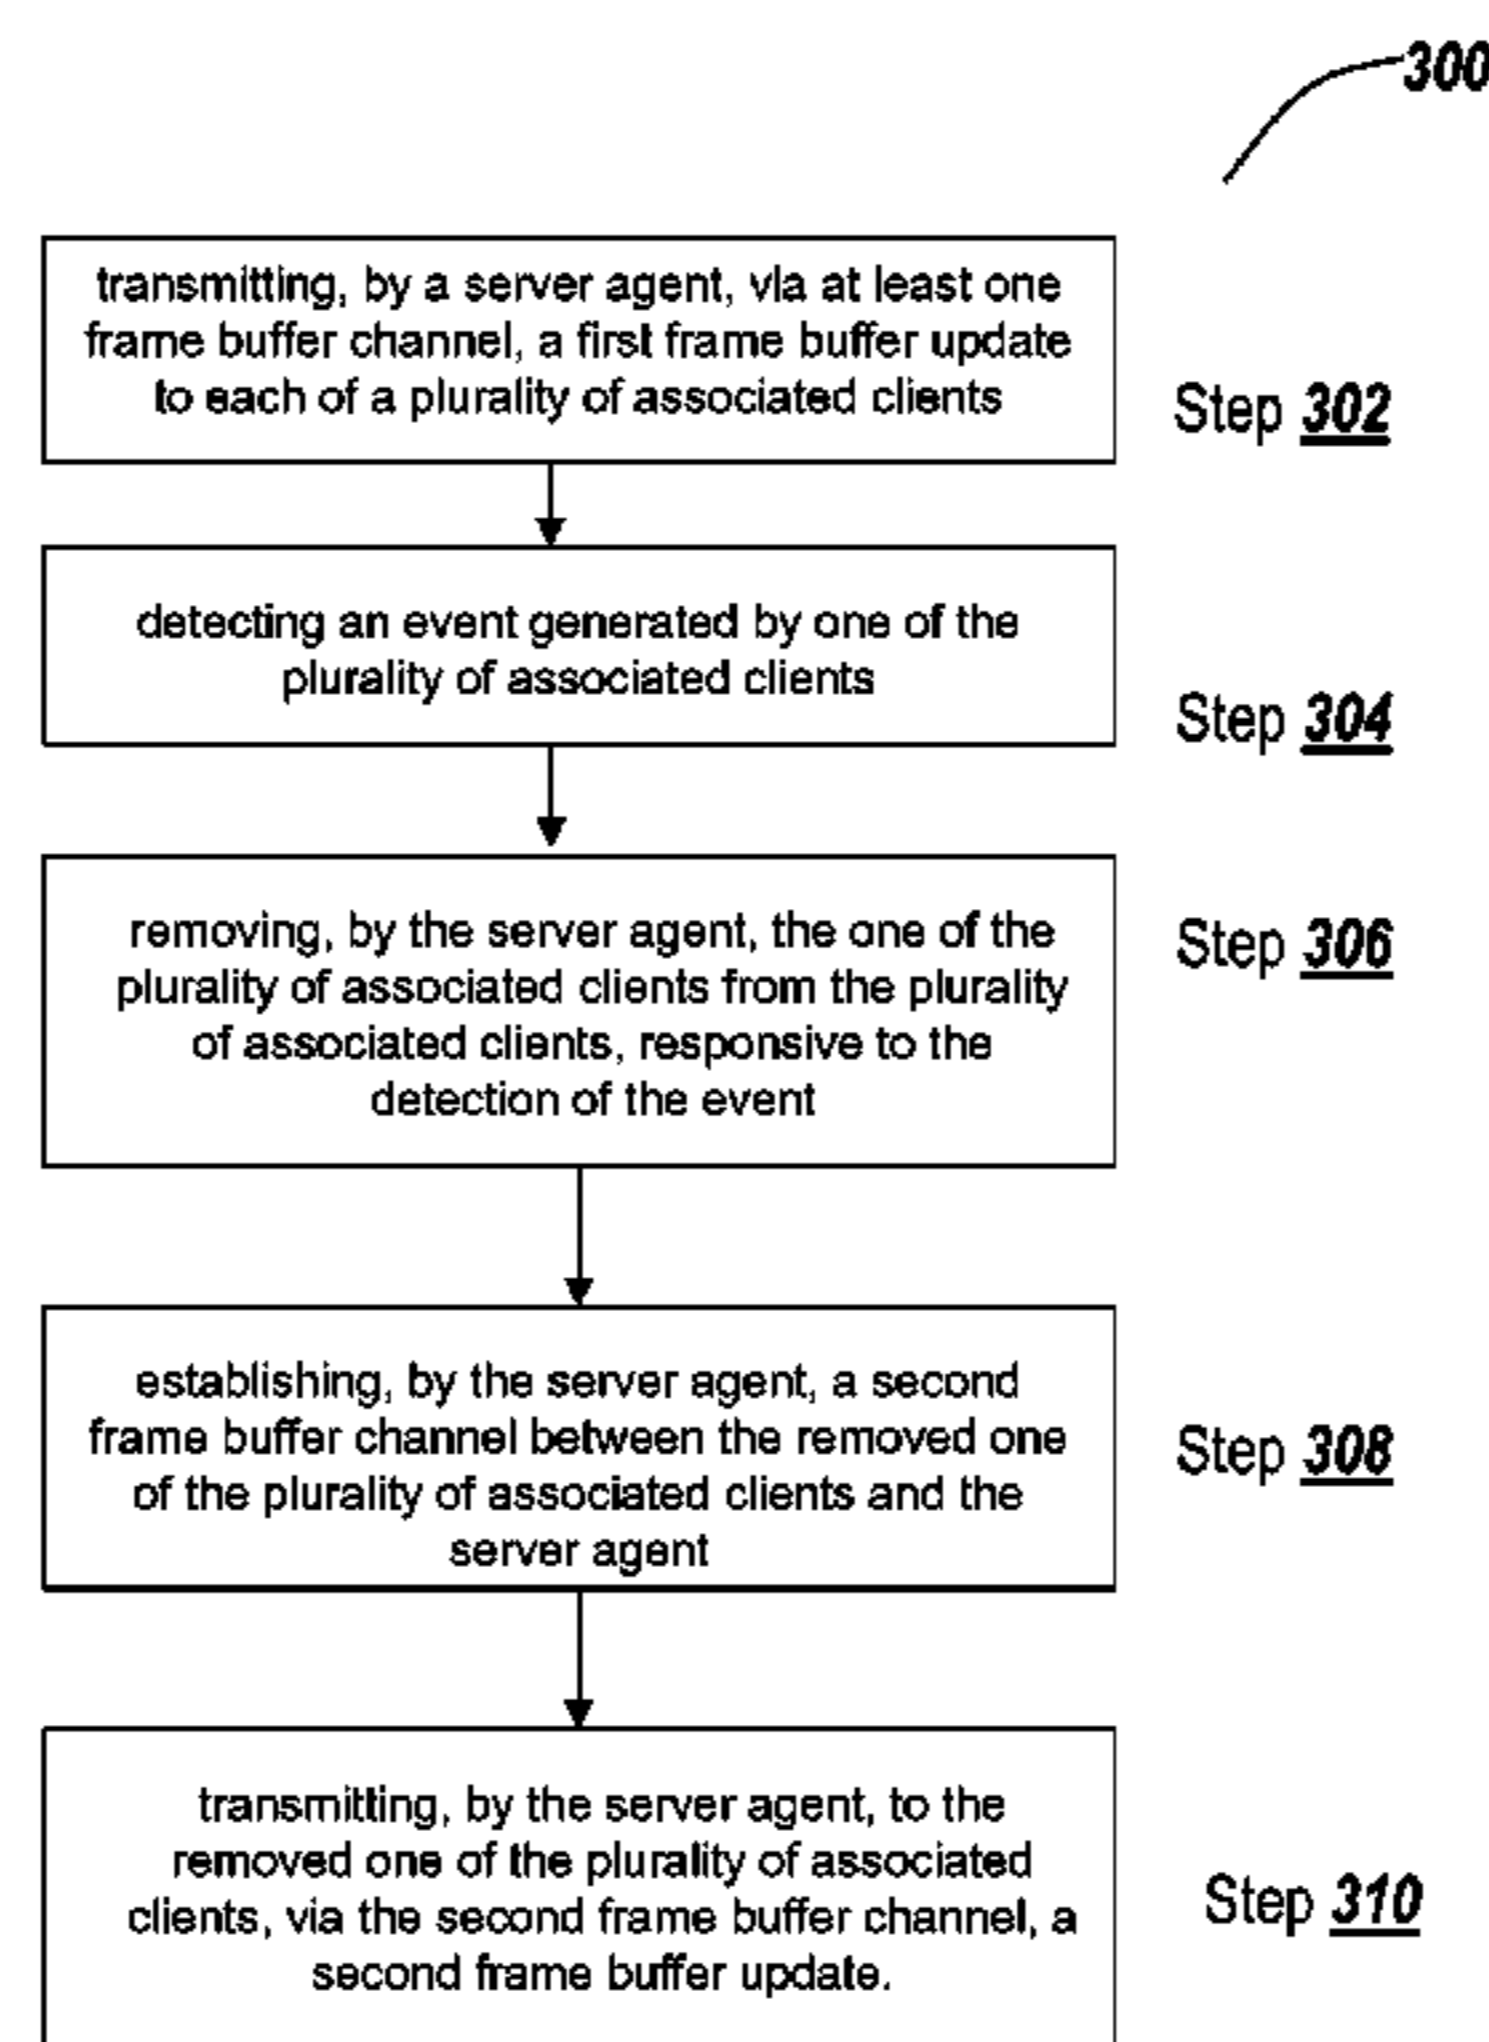 300
transmitting, by a server agent, via at least one
frame buffer channel, a first frame buffer update
to each of a plurality of associated clients
Step 302
detecting an event generated by one of the
plurality of associated clients
Step 304
removing, by the server agent, the one of the
plurality of associated clients from the plurality
of associated clients, responsive to the
detection of the event
Step 306
establishing, by the server agent, a second
frame buffer channel between the removed one
of the plurality of associated clients and the
server agent
Step 308
transmitting, by the server agent, to the
removed one of the plurality of associated
clients, via the second frame buffer channel, a
second frame buffer update.
Step 310